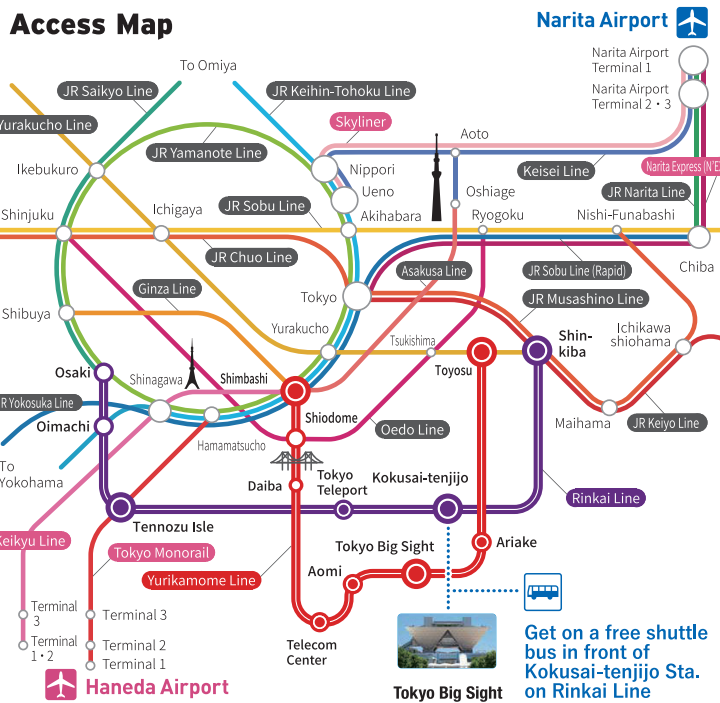 Access Map
Narita Airport
To Omiya
Narita Airport
Terminal 1
JR Saikyo Line
JR Keihin-Tohoku Line
Narita Airport
Terminal 2・3
Yurakucho Line
Skyliner
Aoto
JR Yamanote Line
Ikebukuro
Nippori
Keisei Line
Narita Express (N'E
Ueno
Oshiage
JR Narita Line
Shinjuku
Ichigaya
JR Sobu Line
Akihabara
Ryogoku
Nishi-Funabashi
JR Chuo Line
Asakusa Line
JR Sobu Line (Rapid)
Chiba
Ginza Line
Tokyo
JR Musashino Line
Shibuya
Yurakucho
Tsukishima
Shin-
kiba
Ichikawa
shiohama
Osaki
Shinagawa
Shimbashi
Toyosu
R Yokosuka Line
Oimachi
Shiodome
Maihama
JR Keiyo Line
Hamamatsucho
Oedo Line
To
Yokohama
Daiba
Tokyo
Teleport
Kokusai-tenjijo
Rinkai Line
Tennozu Isle
Keikyu Line
Tokyo Monorail
Tokyo Big Sight
Ariake
Yurikamome Line
Aomi
Terminal
3
Terminal 3
Terminal
1・2
Terminal 2
Terminal 1
Telecom
Center
Haneda Airport
Tokyo Big Sight
Get on a free shuttle
bus in front of
Kokusai-tenjijo Sta.
on Rinkai Line